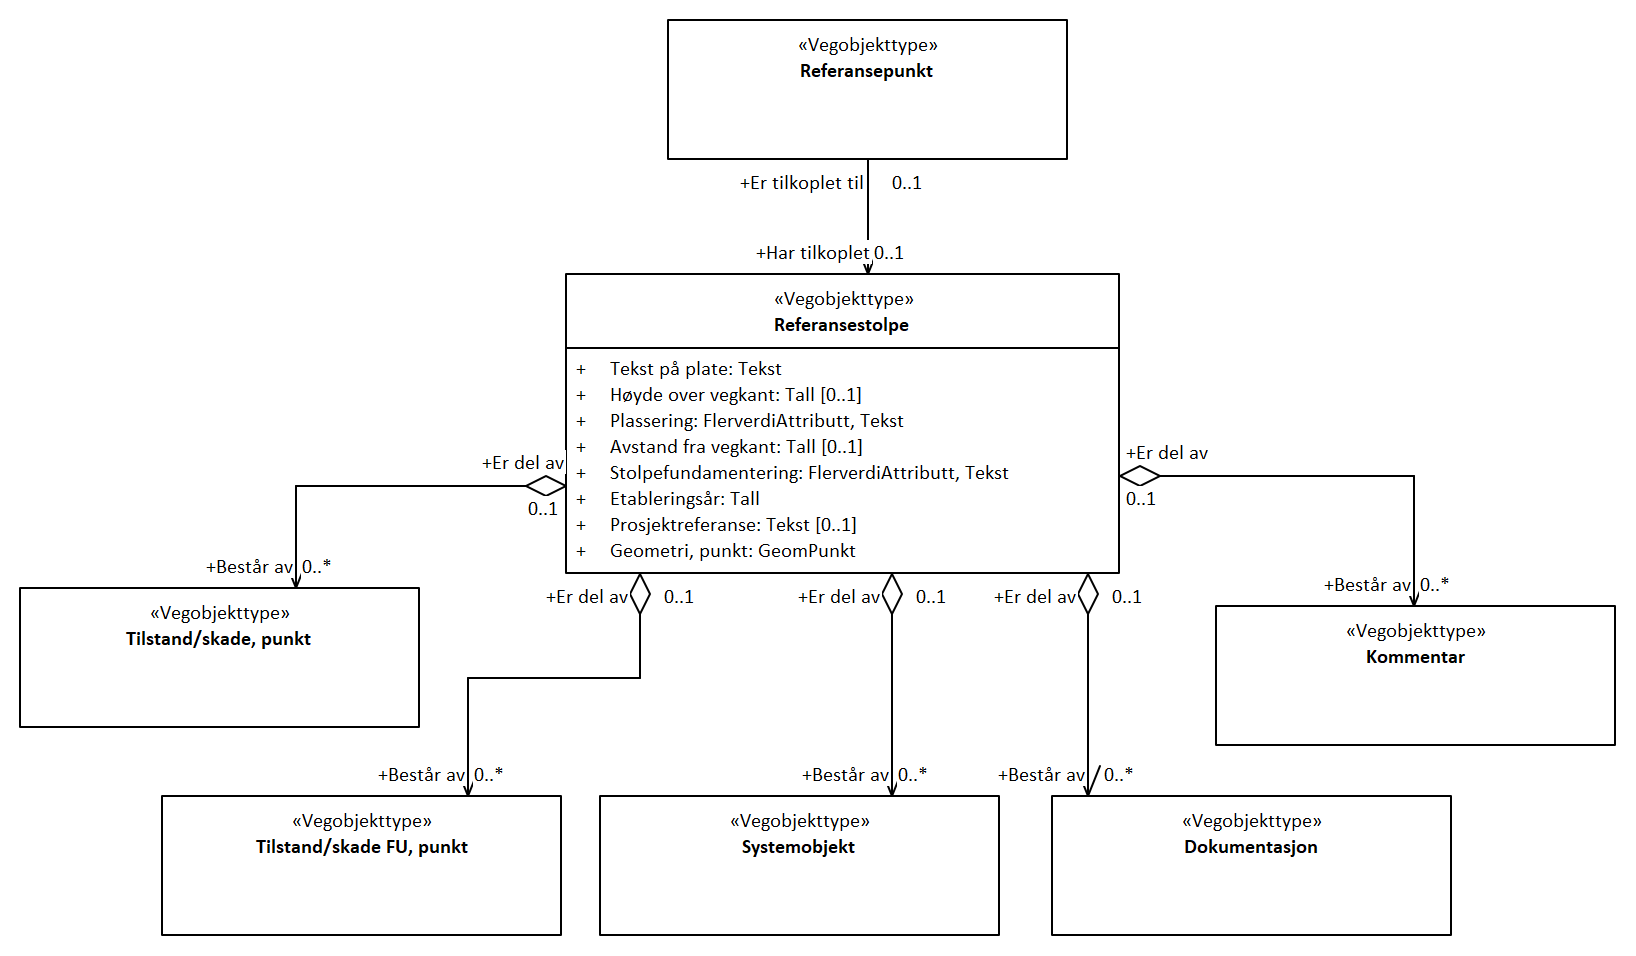 «Vegobjekttype»
Referansepunkt
+Er tilkoplet til 0..1
+Har tilkoplet 0..1
«Vegobjekttype»
Referansestolpe
+ Tekst på plate: Tekst
+ Høyde over vegkant: Tall [0..1]
+ Plassering: FlerverdiAttributt, Tekst
+ Avstand fra vegkant: Tall [0..1]
+ Stolpefundamentering: FlerverdiAttributt, Tekst
+ Etableringsår: Tall
+ Prosjektreferanse: Tekst [0..1]
+ Geometri, punkt: GeomPunkt
+Er del av
0..1
+Er del av
0..1
+Består av 0..*
«Vegobjekttype»
Tilstand/skade, punkt
+Er del av 0..1
+Er del av 0..1
+Er del av 0..1
+Består av 0..*
«Vegobjekttype»
Kommentar
+Består av 0..*
+Består av 0..*
+Består av 0..*
«Vegobjekttype»
Tilstand/skade FU, punkt
«Vegobjekttype»
Systemobjekt
«Vegobjekttype»
Dokumentasjon